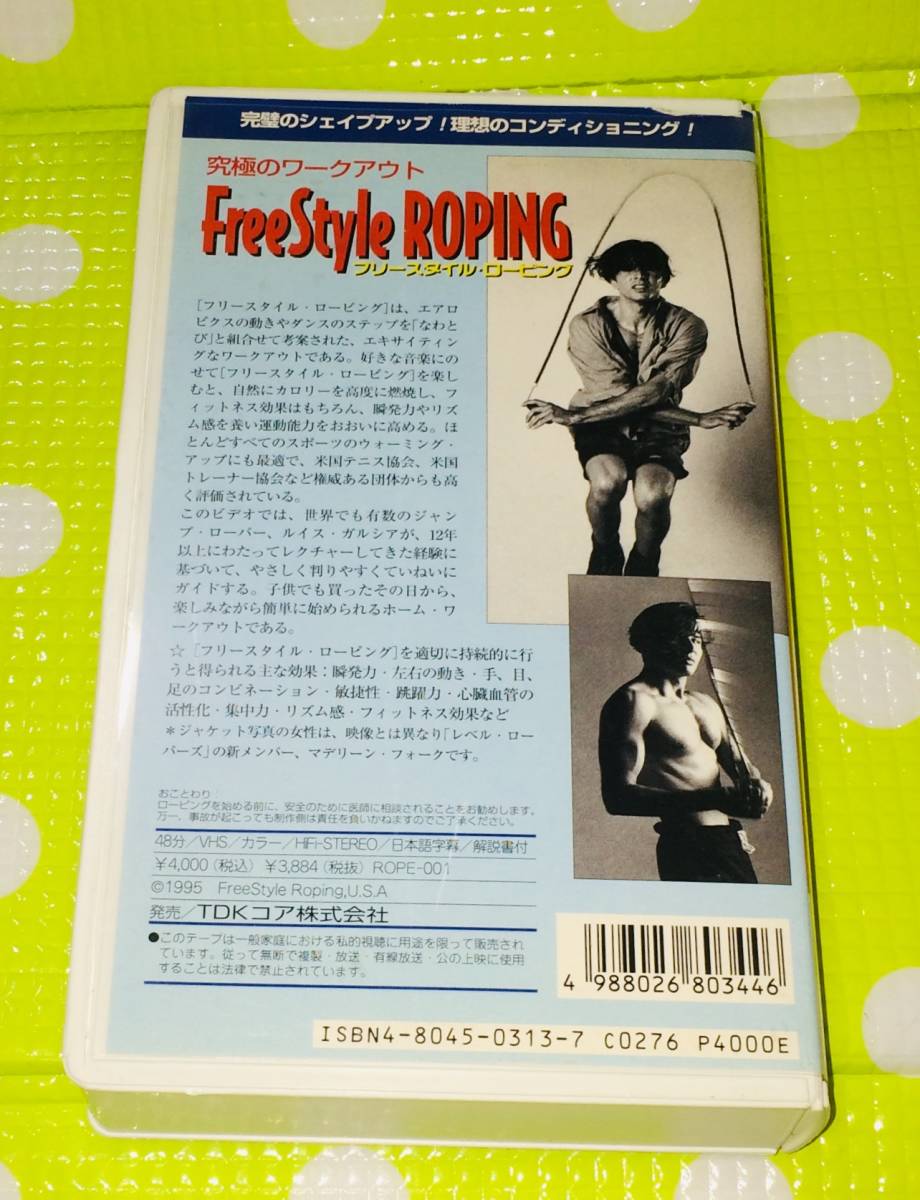 完璧のシェイプアップ!理想のコンディショニング!
究極のワークアウト
FreeStyle ROPING
フリースタイル・ローピング
[フリースタイル・ローピング]は、エアロ
ビクスの動きやダンスのステップを「なわと
び」と組合せて考案された、エキサイティン
グなワークアウトである。好きな音楽にの
せて[フリースタイル・ローピング]を楽し
むと、自然にカロリーを高度に燃焼し、フ
ィットネス効果はもちろん、瞬発力やリズ
ム感を養い運動能力をおおいに高める。ほ
とんどすべてのスポーツのウォーミング・
アップにも最適で、米国テニス協会、米国
トレーナー協会など権威ある団体からも高
く評価されている。
このビデオでは、世界でも有数のジャン
プ・ローパー、ルイス・ガルシアが、12年
以上にわたってレクチャーしてきた経験に
基づいて、やさしく判りやすくていねいに
ガイドする。子供でも買ったその日から、
楽しみながら簡単に始められるホーム・ワ
ークアウトである。
☆[フリースタイル・ローピング]を適切に持続的に行
うと得られる主な効果:瞬発力・左右の動き・手、目、
足のコンビネーション・敏捷性・跳躍力・心臓血管の
活性化・集中力・リズム感・フィットネス効果など
*ジャケット写真の女性は、映像とは異なり「レベル・ロー
パーズ」の新メンバー、マデリーン・フォークです。
おことわり:
ローピングを始める前に、安全のために医師に相談されることをお勧めします。
万一、事故が起こっても制作側は責任を負いかねますのでご了承ください。
48分/VHS/カラー/HiFi-STEREO/日本語字幕/解説書付
¥4,000(税込) ¥3,884(税抜) ROPE-001
©1995 FreeStyle Roping,U.S.A
発売/TDKコア株式会社
●このテープは一般家庭における私的視聴に用途を限って販売され
ています。従って無断で複製・放送・有線放送・公の上映に使用
することは法律で禁止されています。
4 988026 803446
ISBN4-8045-0313-7 C0276 P4000E